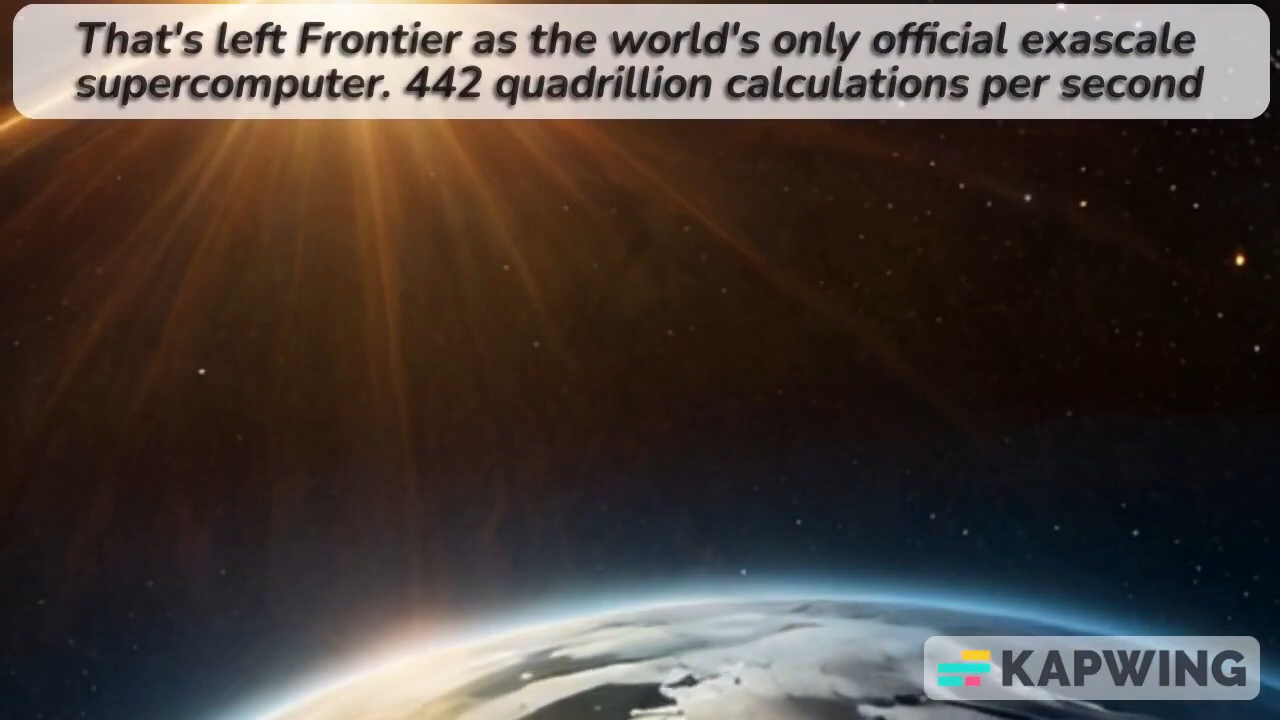 That's left Frontier as the world's only official exascale
supercomputer. 442 quadrillion calculations per second
KAPWING